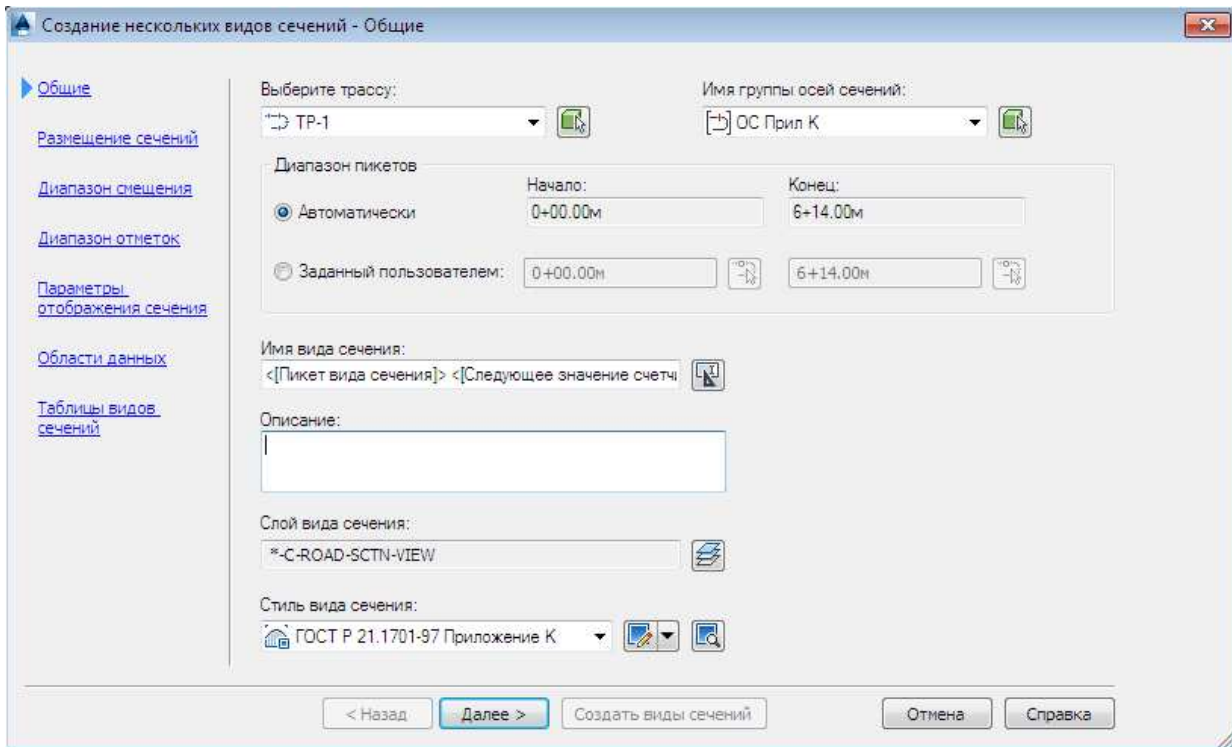 Создание нескольких видов сечений - Общие
Общие
Размещение сечений
Диапазон смещения
Диапазон отметок
Параметры
отображения сечения
Области данных
Таблицы видов
сечений
Выберите трассу:
ТР-1
Имя группы осей сечений:
ОС Прил К
Диапазон пикетов
Начало:
Конец:
Автоматически
0+00.00м
6+14.00м
Заданный пользователем:
0+00.00м
6+14.00м
Имя вида сечения:
<[Пикет вида сечения]> <[Следующее значение счетч
Описание:
Слой вида сечения:
*-C-ROAD-SCTN-VIEW
Стиль вида сечения:
ГОСТ Р 21.1701-97 Приложение К
< Назад
Далее >
Создать виды сечений
Отмена
Справка